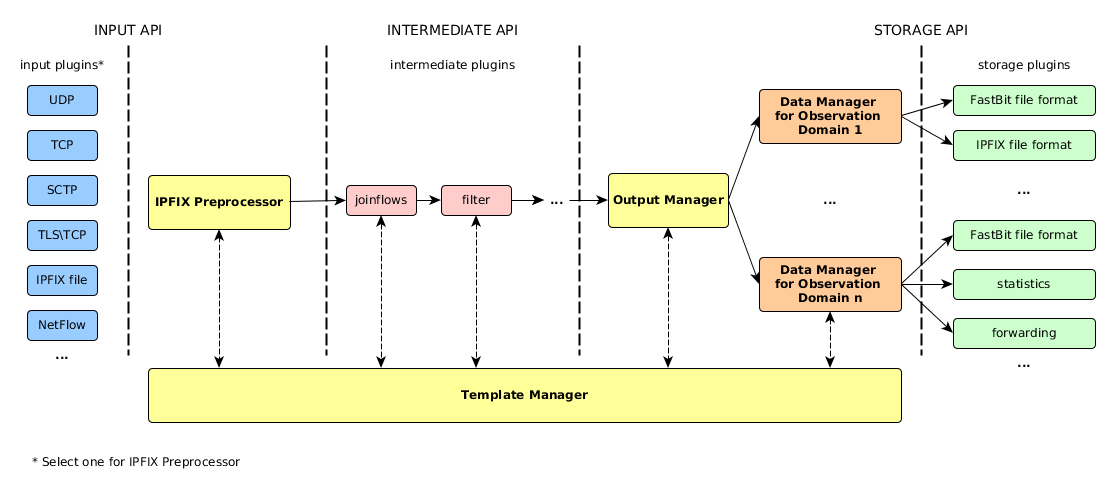 INPUT API
INTERMEDIATE API
STORAGE API
input plugins*
intermediate plugins
storage plugins
UDP
TCP
SCTP
TLS\TCP
IPFIX file
NetFlow
...
IPFIX Preprocessor
joinflows
filter
...
Output Manager
Data Manager
for Observation
Domain 1
...
Data Manager
for Observation
Domain n
FastBit file format
IPFIX file format
...
FastBit file format
statistics
forwarding
...
Template Manager
* Select one for IPFIX Preprocessor